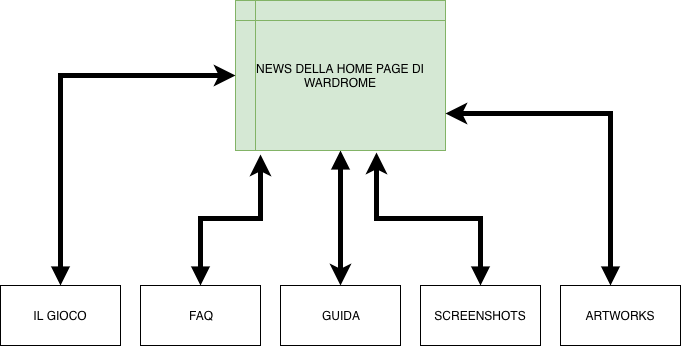 NEWS DELLA HOME PAGE DI
WARDROME
IL GIOCO
FAQ
GUIDA
SCREENSHOTS
ARTWORKS